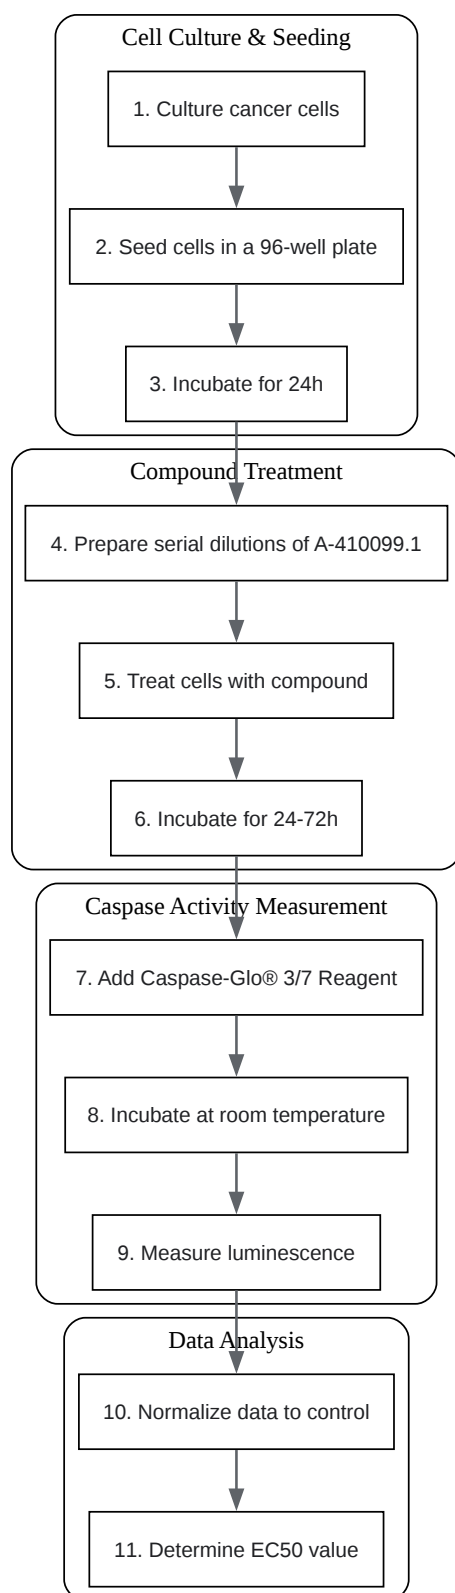 Cell Culture & Seeding
1. Culture cancer cells
2. Seed cells in a 96-well plate
3. Incubate for 24h
Compound Treatment
4. Prepare serial dilutions of A-410099.1
5. Treat cells with compound
6. Incubate for 24-72h
Caspase Activity Measurement
7. Add Caspase-Glo® 3/7 Reagent
8. Incubate at room temperature
9. Measure luminescence
Data Analysis
10. Normalize data to control
11. Determine EC50 value